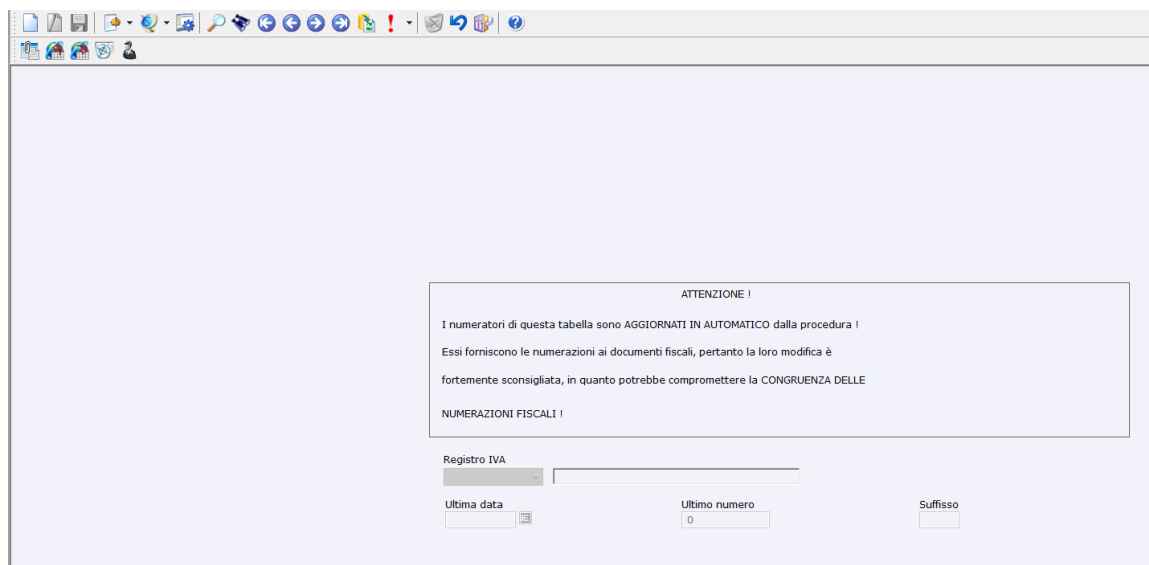 ATTENZIONE !
I numeratori di questa tabella sono AGGIORNATI IN AUTOMATICO dalla procedura !
Essi forniscono le numerazioni ai documenti fiscali, pertanto la loro modifica è
fortemente sconsigliata, in quanto potrebbe compromettere la CONGRUENZA DELLE
NUMERAZIONI FISCALI !
Registro IVA
Ultima data Ultimo numero Suffisso
0